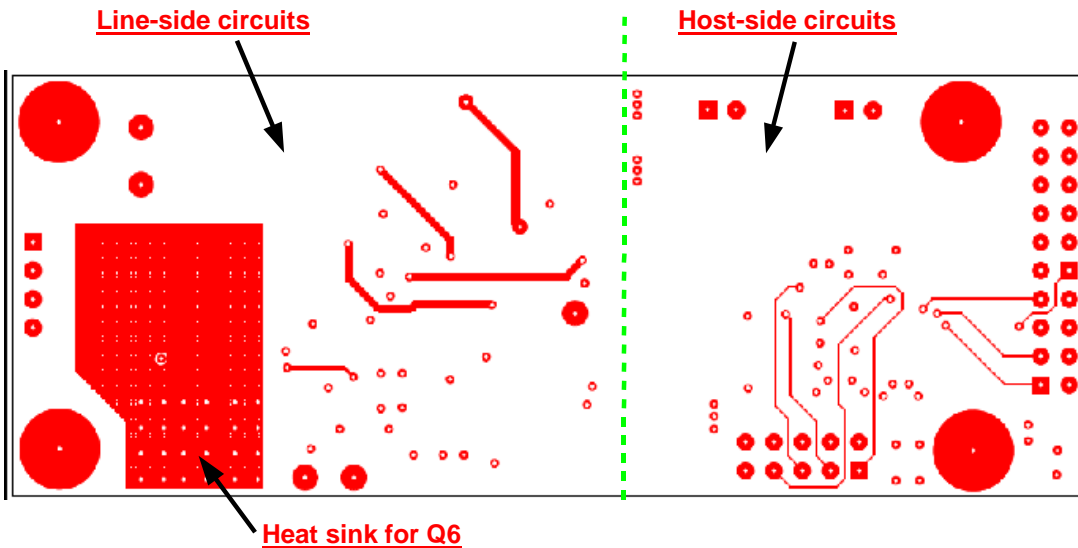 Line-side circuits
Host-side circuits
Heat sink for Q6